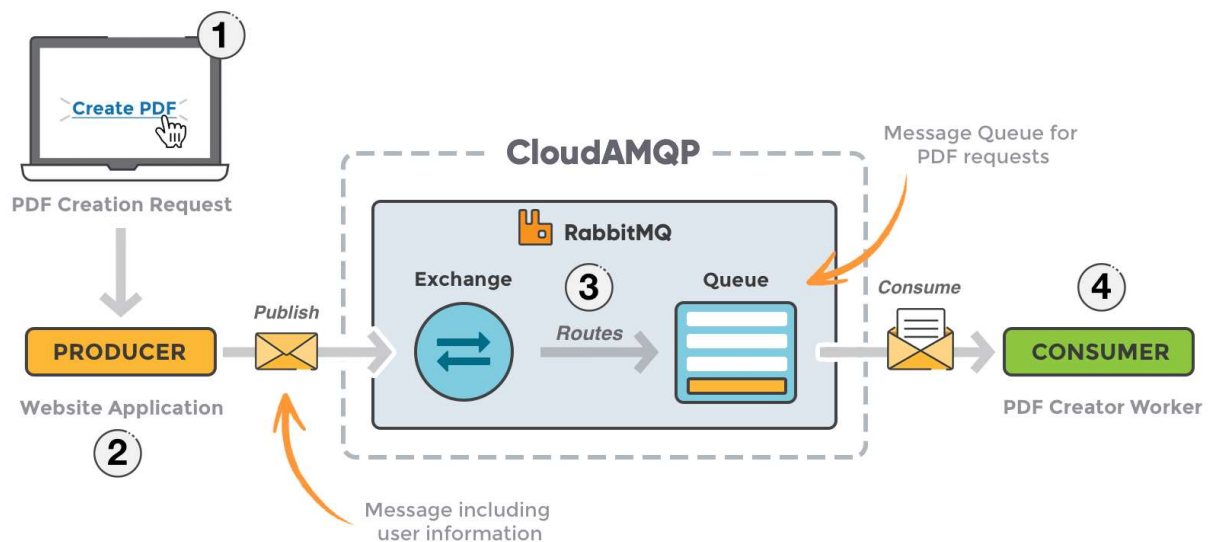 1
Create PDF
PDF Creation Request
CloudAMQP
Message Queue for
PDF requests
RabbitMQ
Exchange
3
Queue
Routes
Publish
Consume
4
PRODUCER
CONSUMER
Website Application
PDF Creator Worker
2
Message including
user information